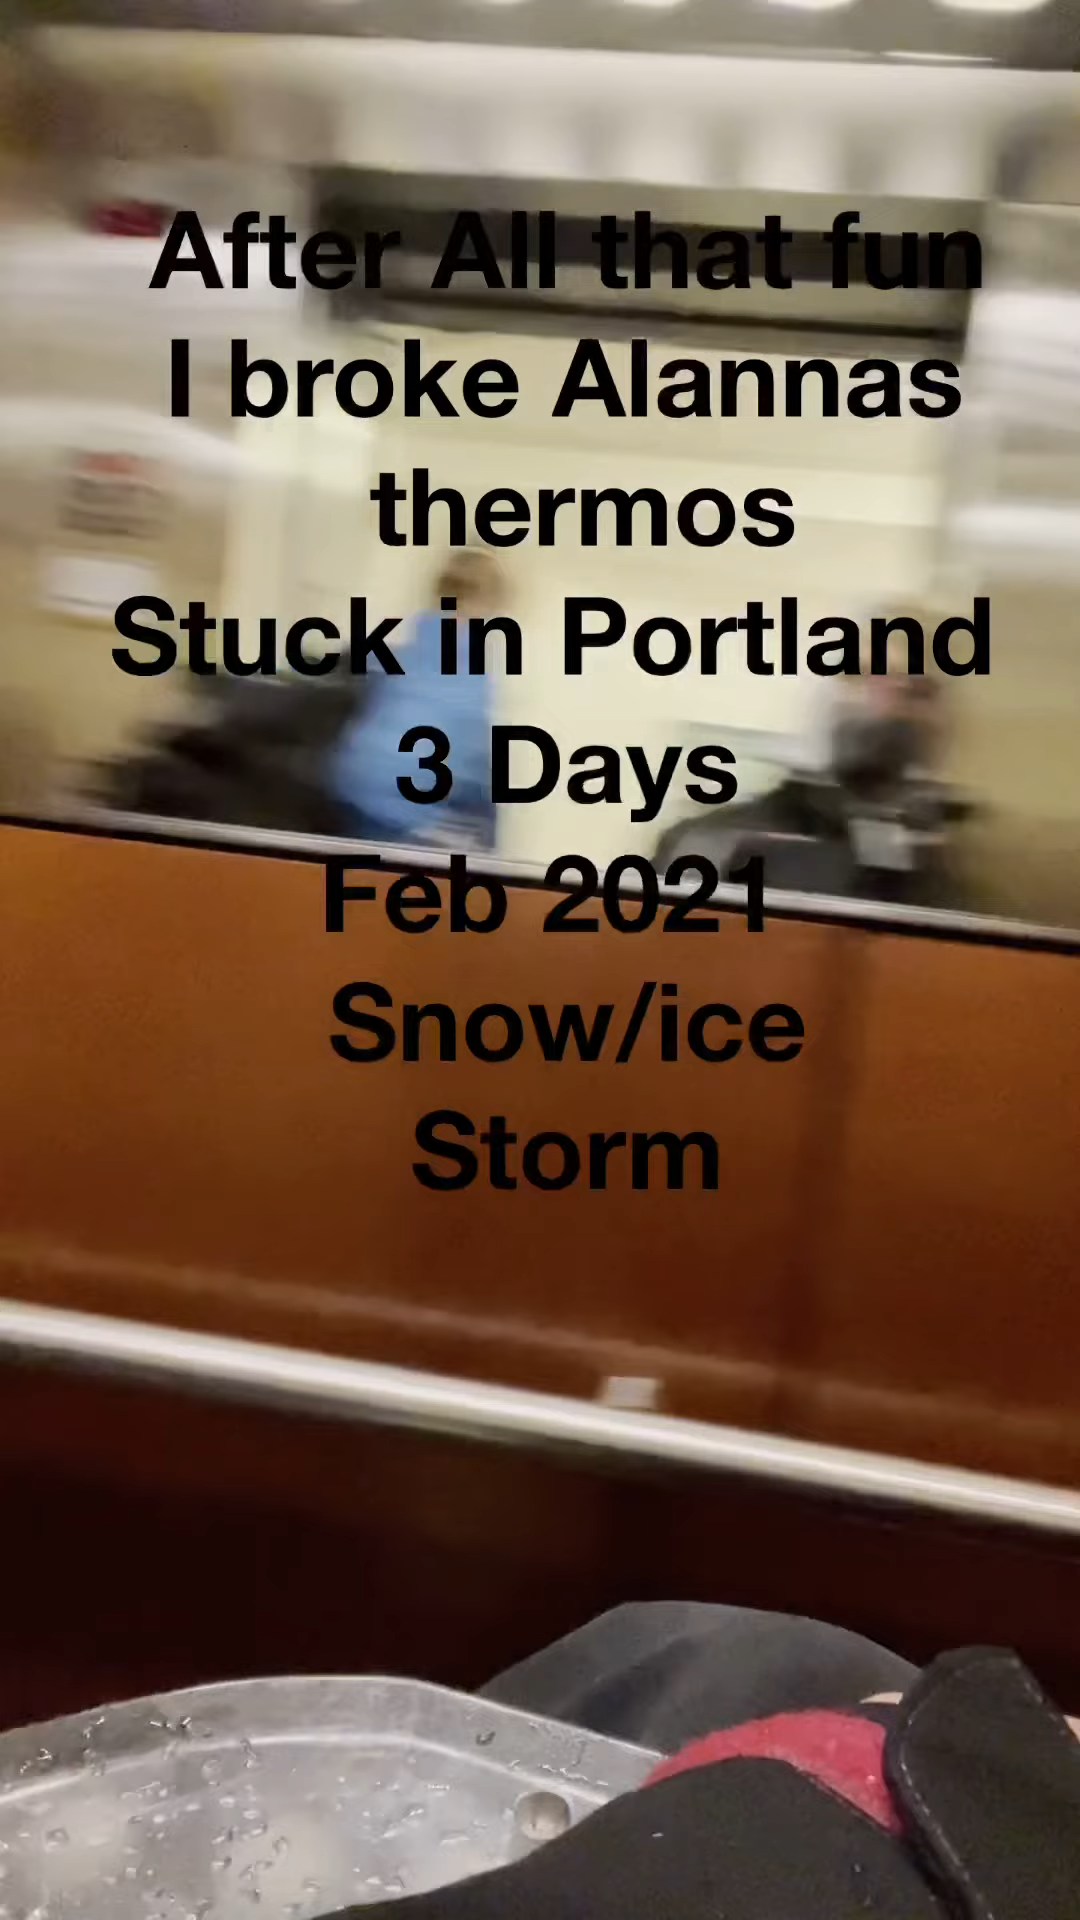 After All that fun
I broke Alannas
thermos
Stuck in Portland
3 Days
Feb 2021
Snow/ice
Storm